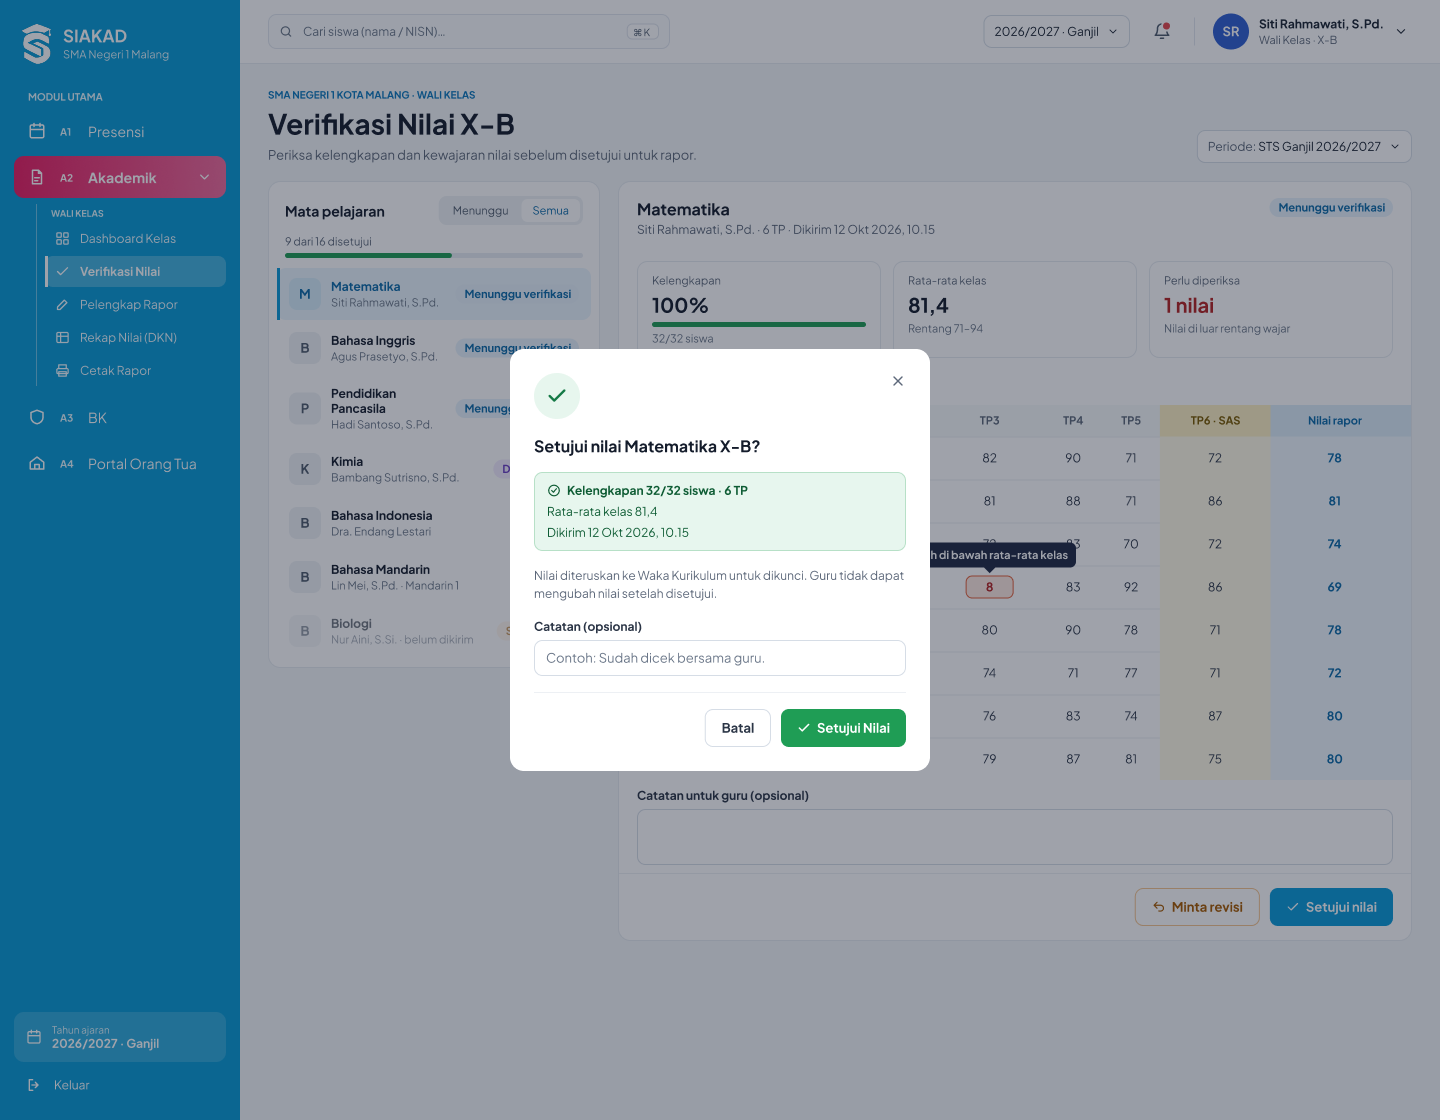 SIAKAD
SMA Negeri 1 Malang
MODUL UTAMA
A1 Presensi
A2 Akademik
WALI KELAS
Dashboard Kelas
Verifikasi Nilai
Pelengkap Rapor
Rekap Nilai (DKN)
Cetak Rapor
A3 BK
A4 Portal Orang Tua
Tahun ajaran
2026/2027 · Ganjil
Keluar
Cari siswa (nama / NISN)...
⌘K
2026/2027 · Ganjil
SR
Siti Rahmawati, S.Pd.
Wali Kelas · X-B
SMA NEGERI 1 KOTA MALANG · WALI KELAS
Verifikasi Nilai X-B
Periksa kelengkapan dan kewajaran nilai sebelum disetujui untuk rapor.
Periode: STS Ganjil 2026/2027
Mata pelajaran
Menunggu
Semua
9 dari 16 disetujui
M
Matematika
Siti Rahmawati, S.Pd.
Menunggu verifikasi
B
Bahasa Inggris
Agus Prasetyo, S.Pd.
Menunggu verifikasi
P
Pendidikan
Pancasila
Hadi Santoso, S.Pd.
K
Kimia
Bambang Sutrisno, S.Pd.
B
Bahasa Indonesia
Dra. Endang Lestari
B
Bahasa Mandarin
Lin Mei, S.Pd. · Mandarin 1
B
Biologi
Nur Aini, S.Si. · belum dikirim
Matematika
Siti Rahmawati, S.Pd. · 6 TP · Dikirim 12 Okt 2026, 10.15
Menunggu verifikasi
Kelengkapan
100%
32/32 siswa
Rata-rata kelas
81,4
Rentang 71–94
Perlu diperiksa
1 nilai
Nilai di luar rentang wajar
TP3 TP4 TP5 TP6 · SAS Nilai rapor
82 90 71 72 78
81 88 71 86 81
70 72 74
di bawah rata-rata kelas
8 83 92 86 69
80 90 78 71 78
74 71 77 71 72
76 83 74 87 80
79 87 81 75 80
Catatan untuk guru (opsional)
Minta revisi
Setujui nilai
Setujui nilai Matematika X-B?
Kelengkapan 32/32 siswa · 6 TP
Rata-rata kelas 81,4
Dikirim 12 Okt 2026, 10.15
Nilai diteruskan ke Waka Kurikulum untuk dikunci. Guru tidak dapat
mengubah nilai setelah disetujui.
Catatan (opsional)
Contoh: Sudah dicek bersama guru.
Batal
Setujui Nilai